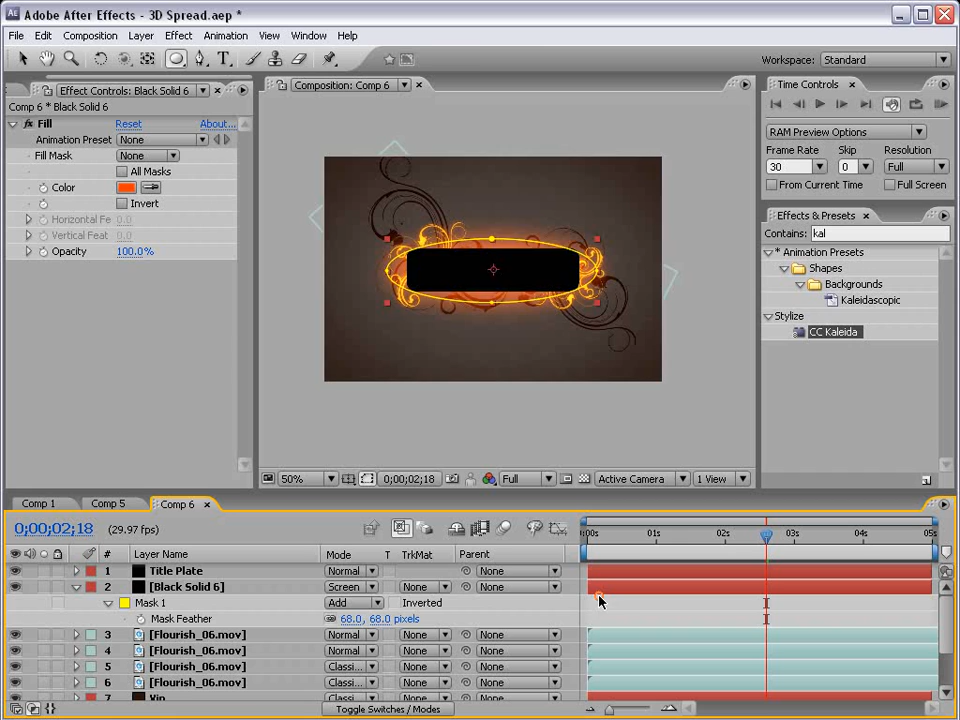 Adobe After Effects - 3D Spread.aep *
File Edit Composition Layer Effect Animation View Window Help
Workspace: Standard
Effect Controls: Black Solid 6
Comp 6 * Black Solid 6
Fill Reset About...
Animation Preset None
Fill Mask None
All Masks
Color
Invert
Horizontal Fe 0.0
Vertical Feat 0.0
Opacity 100.0%
Composition: Comp 6
50% 0;00;02;18 Full Active Camera 1 View
Time Controls
RAM Preview Options
Frame Rate Skip Resolution
30 0 Full
From Current Time Full Screen
Effects & Presets
Contains: kal
* Animation Presets
Shapes
Backgrounds
Kaleidoscopic
Stylize
CC Kaleida
Comp 1 Comp 5 Comp 6
0;00;02;18 (29.97 fps)
:00s 01s 02s 03s 04s 05s
# Layer Name Mode T TrkMat Parent
1 Title Plate Normal None
2 [Black Solid 6] Screen None None
Mask 1 Add Inverted
Mask Feather 68.0, 68.0 pixels
3 [Flourish_06.mov] Normal None None
4 [Flourish_06.mov] Normal None None
5 [Flourish_06.mov] Classi... None None
6 [Flourish_06.mov] Classi... None None
7 Classi... None None
Toggle Switches / Modes